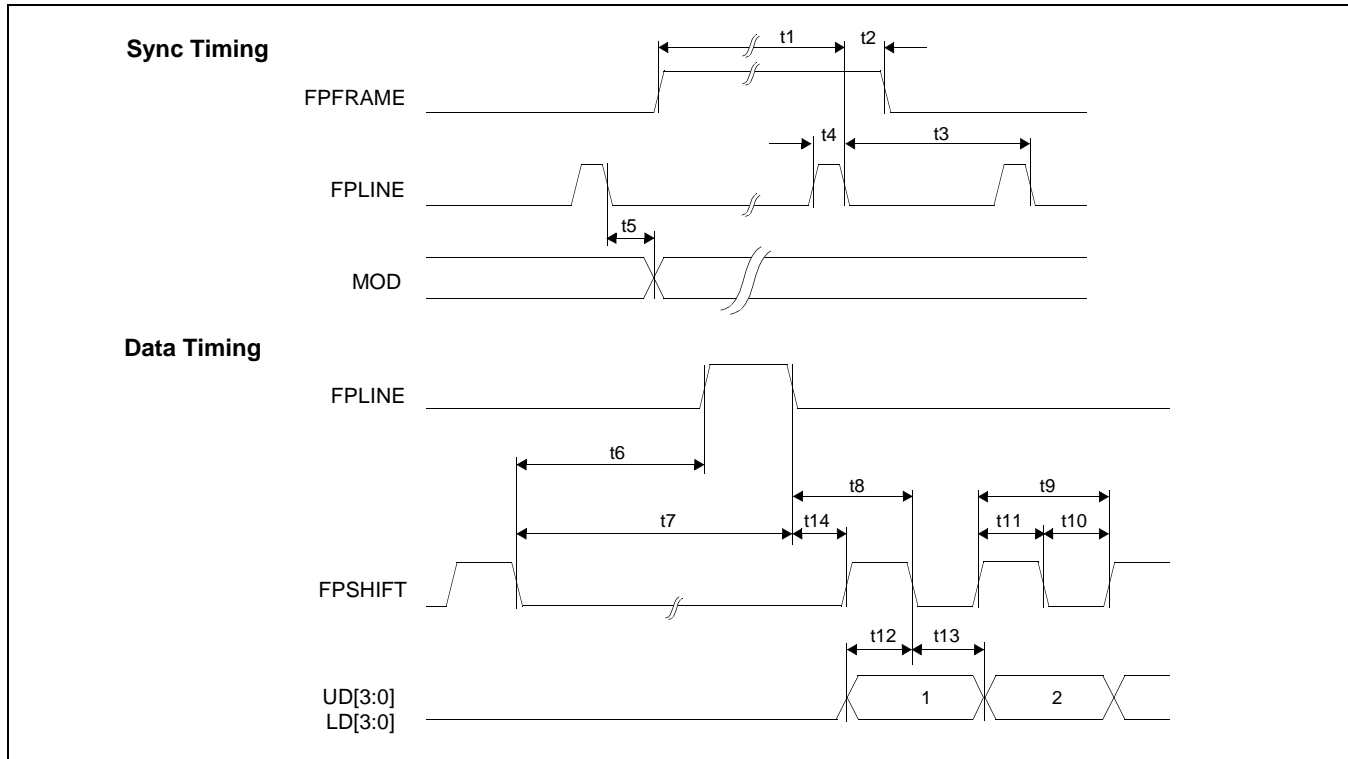 Sync Timing
t1
t2
FPFRAME
t4
t3
FPLINE
t5
MOD
Data Timing
FPLINE
t6
t8
t9
t7
t14
t11
t10
FPSHIFT
t12
t13
UD[3:0]
1
2
LD[3:0]